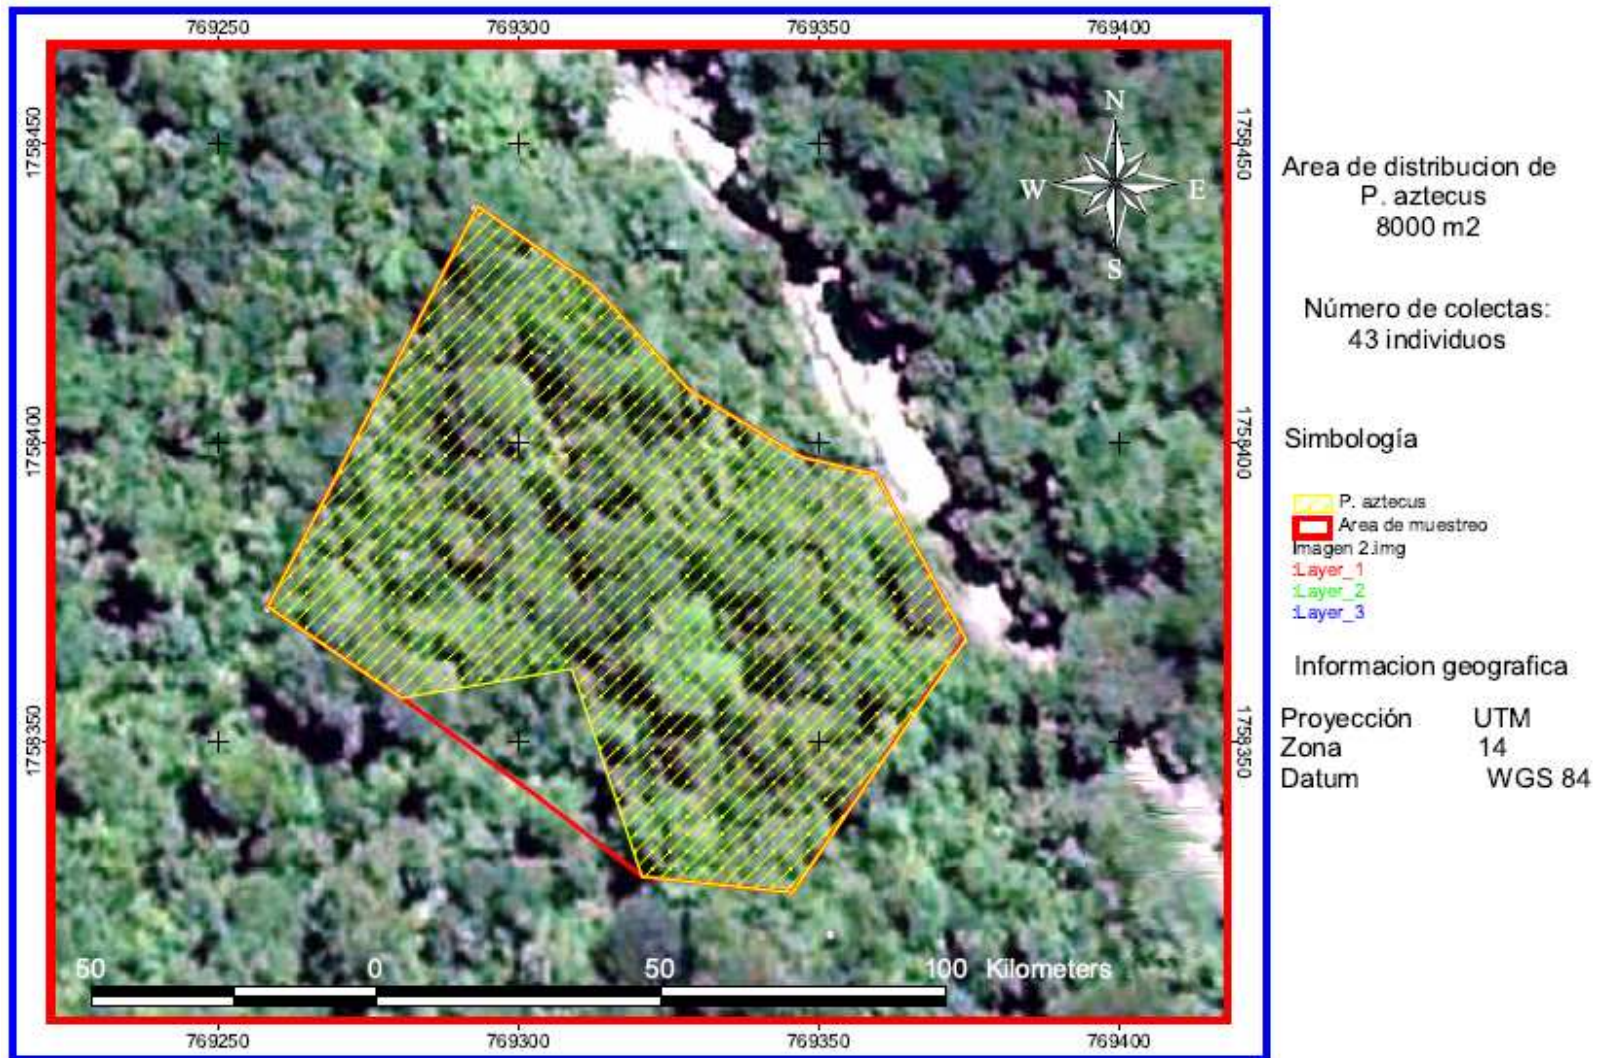 769250 769300 769350 769400
1758450
1758400
1758350
1758450
1758400
1758350
N
W E
S
50 0 50 100 Kilometers
769250 769300 769350 769400
Area de distribucion de
P. aztecus
8000 m2
Número de colectas:
43 individuos
Simbología
P. aztecus
Area de muestreo
Imagen 2.img
:Layer_1
:Layer_2
:Layer_3
Informacion geografica
Proyección UTM
Zona 14
Datum WGS 84